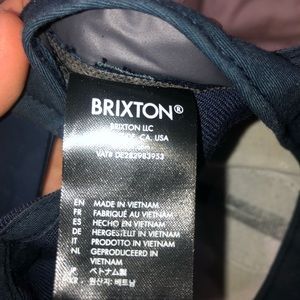 BRIXTON®
BRIXTON LLC
CA. USA
VAT# DE282983953
EN MADE IN VIETNAM
FR FABRIQUÉ AU VIETNAM
ES HECHO EN VIETNAM
DE HERGESTELLT IN VIETNAM
IT PRODOTTO IN VIETNAM
NL GEPRODUCEERD IN VIETNAM
ベトナム製
원산지: 베트남